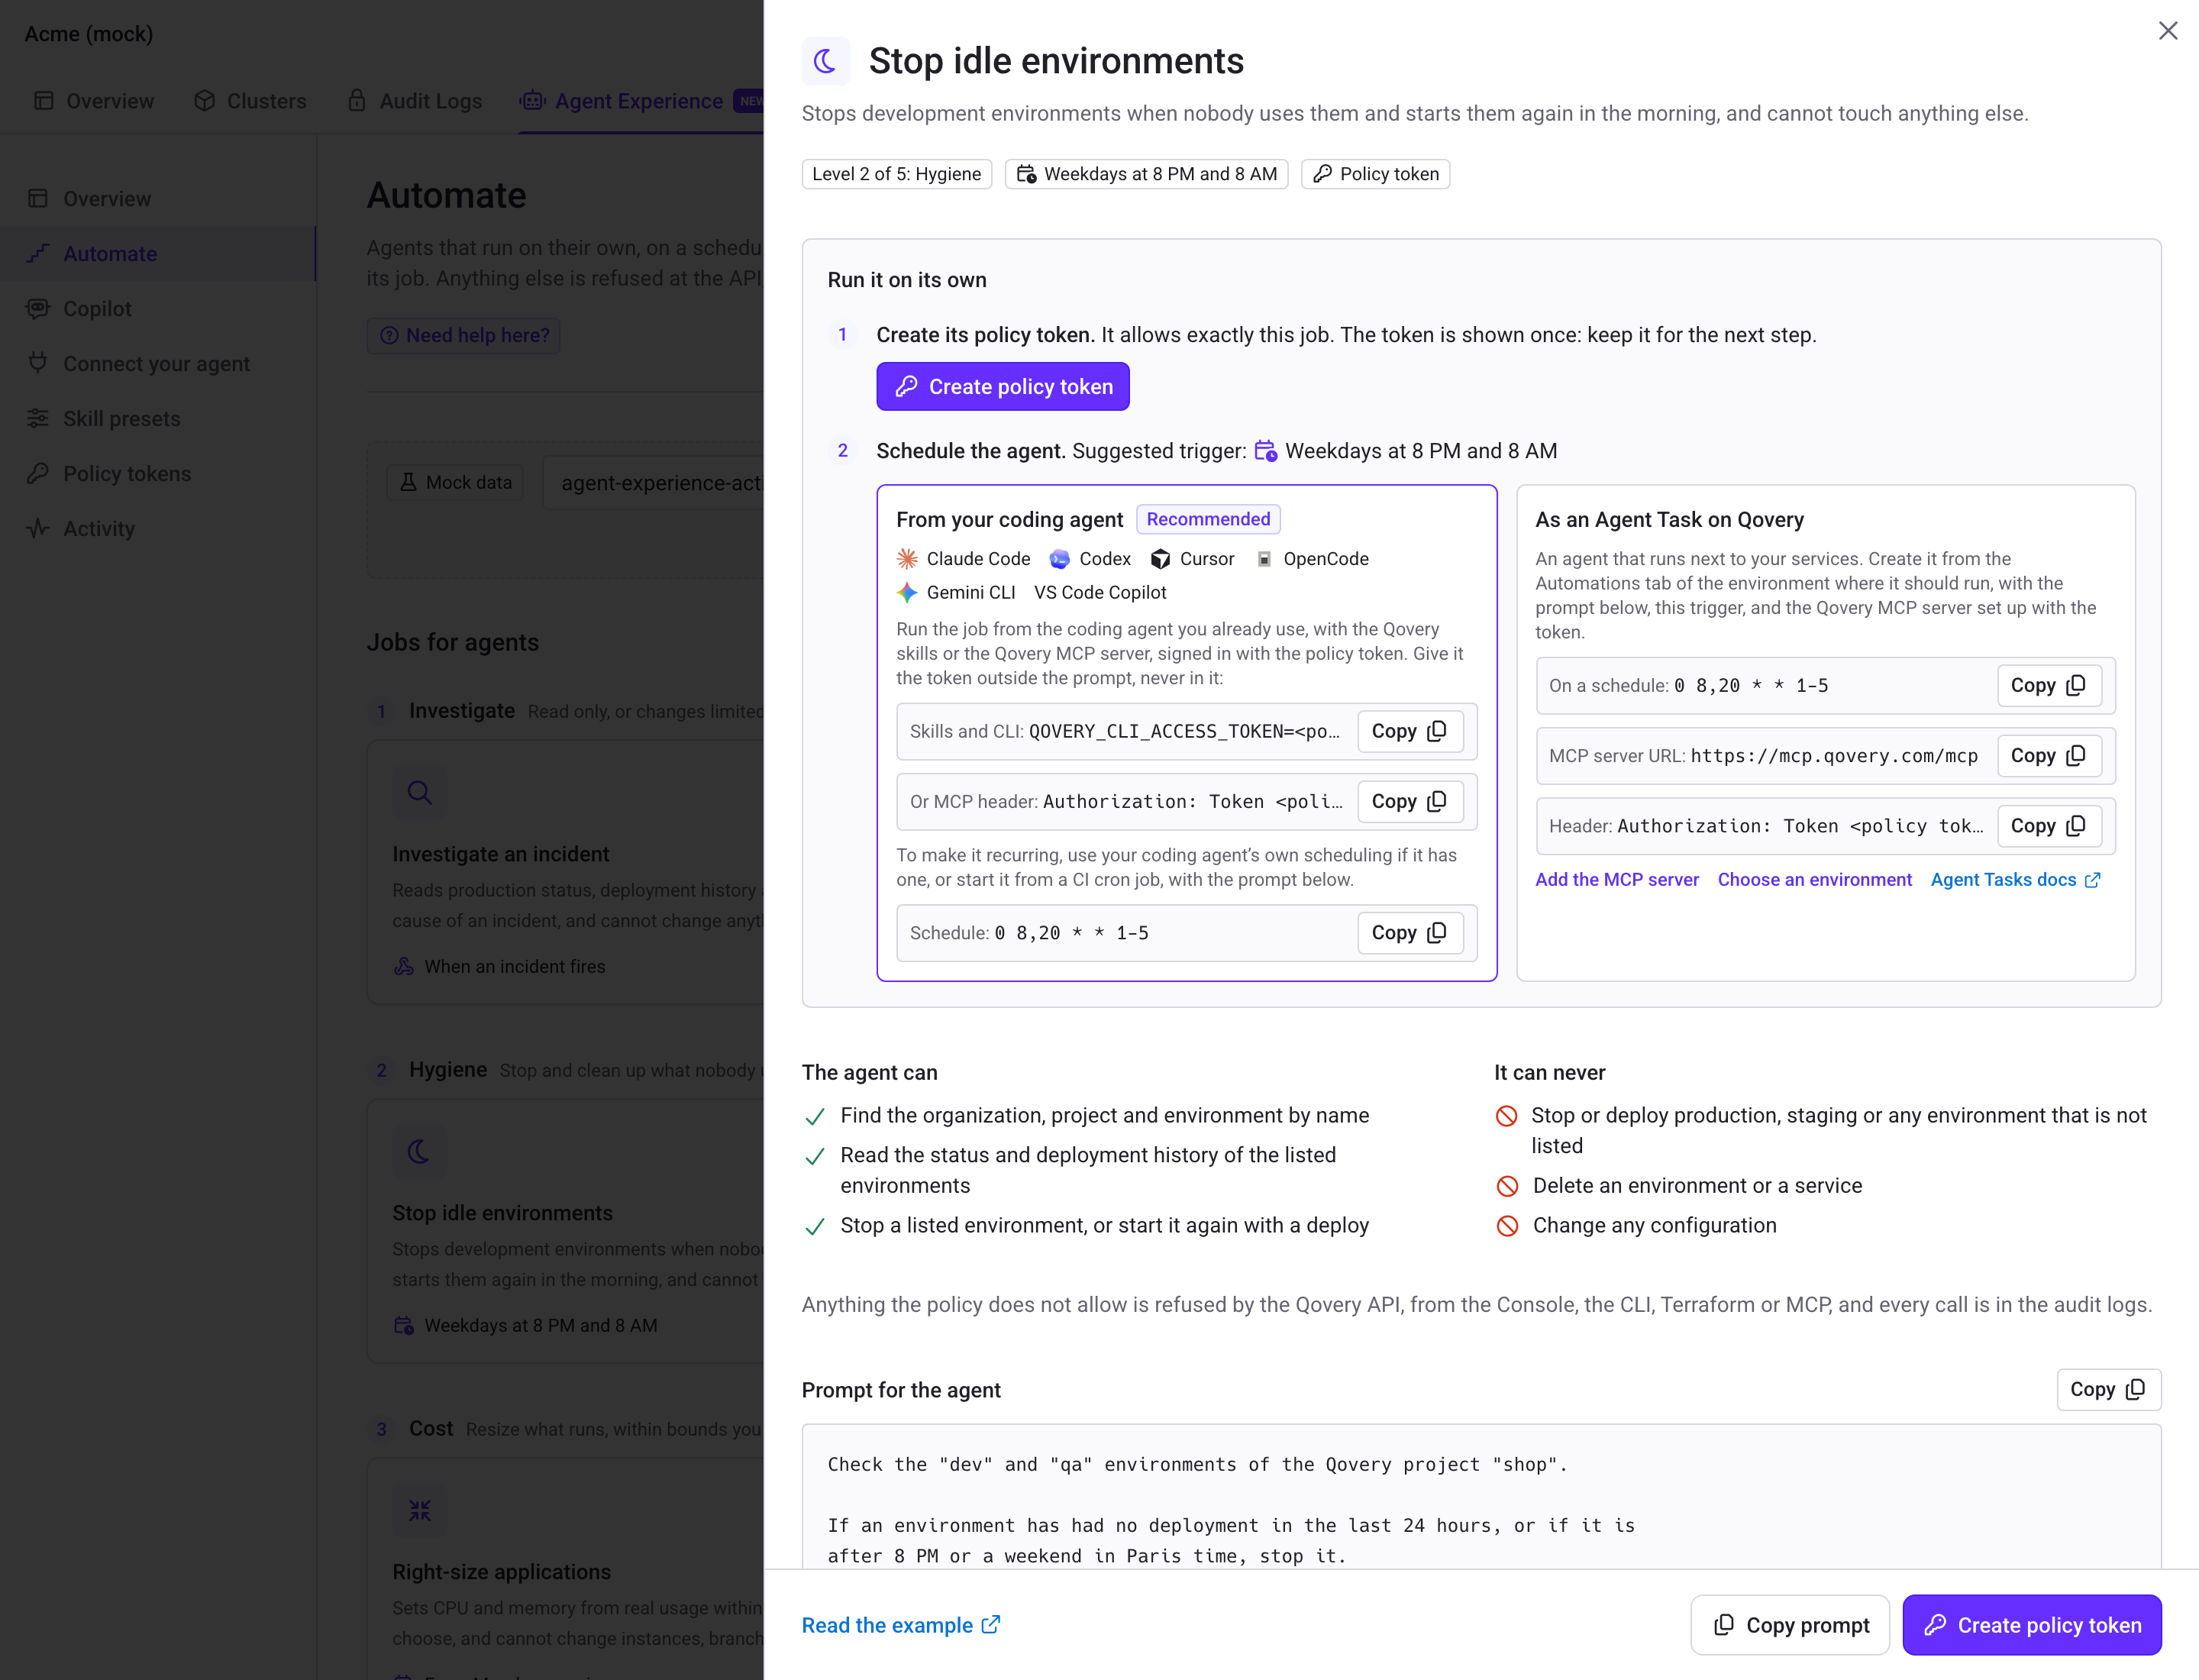 Acme (mock)
Overview
Clusters
Audit Logs
Agent Experience
NEW
Overview
Automate
Copilot
Connect your agent
Skill presets
Policy tokens
Activity
Automate
Agents that run on their own, on a schedu
its job. Anything else is refused at the API
Need help here?
Mock data
agent-experience-acti
Jobs for agents
1 Investigate Read only, or changes limited
Investigate an incident
Reads production status, deployment history
cause of an incident, and cannot change anyt
When an incident fires
2 Hygiene Stop and clean up what nobody
Stop idle environments
Stops development environments when nobo
starts them again in the morning, and cannot
Weekdays at 8 PM and 8 AM
3 Cost Resize what runs, within bounds you
Right-size applications
Sets CPU and memory from real usage within
choose, and cannot change instances, branch
Stop idle environments
Stops development environments when nobody uses them and starts them again in the morning, and cannot touch anything else.
Level 2 of 5: Hygiene
Weekdays at 8 PM and 8 AM
Policy token
Run it on its own
1 Create its policy token. It allows exactly this job. The token is shown once: keep it for the next step.
Create policy token
2 Schedule the agent. Suggested trigger: Weekdays at 8 PM and 8 AM
From your coding agent Recommended
Claude Code Codex Cursor OpenCode
Gemini CLI VS Code Copilot
Run the job from the coding agent you already use, with the Qovery
skills or the Qovery MCP server, signed in with the policy token. Give it
the token outside the prompt, never in it:
Skills and CLI: QOVERY_CLI_ACCESS_TOKEN=<po… Copy
Or MCP header: Authorization: Token <poli… Copy
To make it recurring, use your coding agent’s own scheduling if it has
one, or start it from a CI cron job, with the prompt below.
Schedule: 0 8,20 * * 1-5 Copy
As an Agent Task on Qovery
An agent that runs next to your services. Create it from the
Automations tab of the environment where it should run, with the
prompt below, this trigger, and the Qovery MCP server set up with the
token.
On a schedule: 0 8,20 * * 1-5 Copy
MCP server URL: https://mcp.qovery.com/mcp Copy
Header: Authorization: Token <policy tok… Copy
Add the MCP server Choose an environment Agent Tasks docs
The agent can
Find the organization, project and environment by name
Read the status and deployment history of the listed
environments
Stop a listed environment, or start it again with a deploy
It can never
Stop or deploy production, staging or any environment that is not
listed
Delete an environment or a service
Change any configuration
Anything the policy does not allow is refused by the Qovery API, from the Console, the CLI, Terraform or MCP, and every call is in the audit logs.
Prompt for the agent
Copy
Check the "dev" and "qa" environments of the Qovery project "shop".
If an environment has had no deployment in the last 24 hours, or if it is
after 8 PM or a weekend in Paris time, stop it.
Read the example
Copy prompt
Create policy token